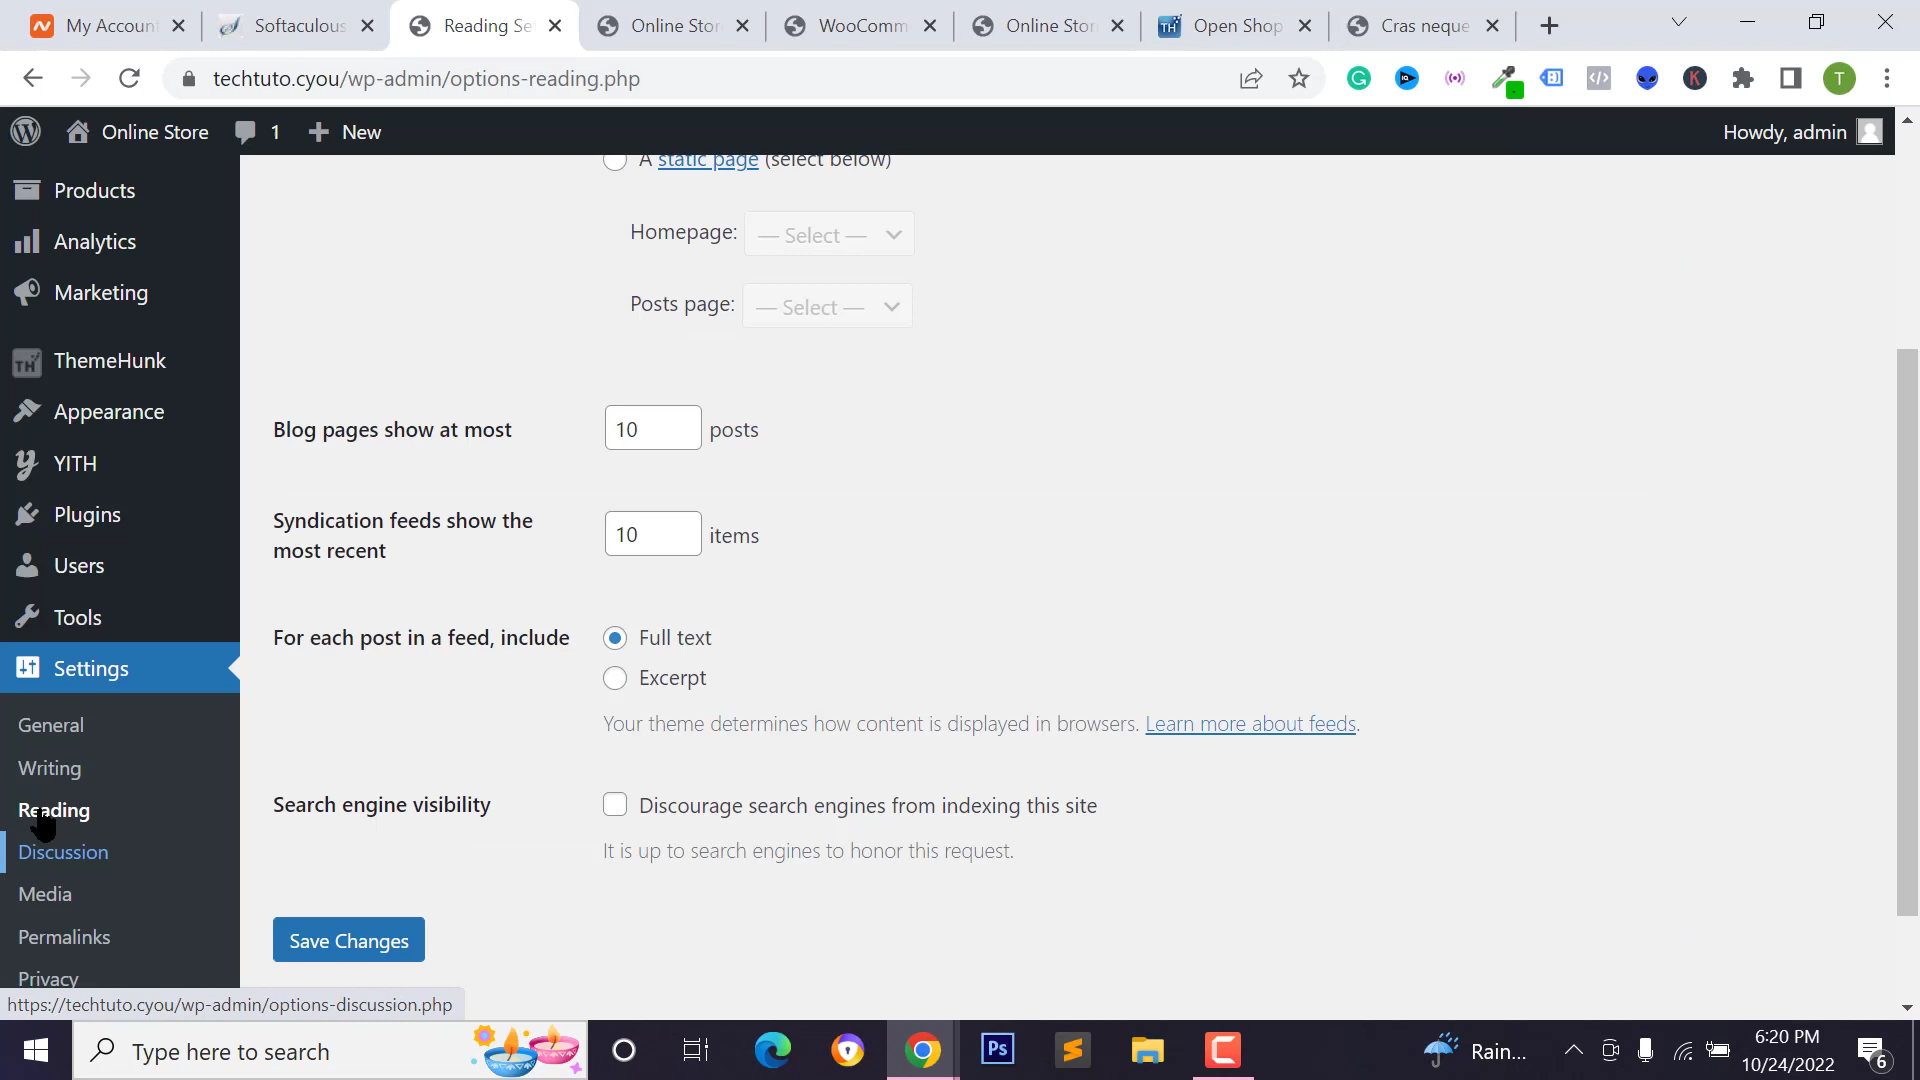 My Account
Softaculous
Reading Se
Online Stor
WooComm
Online Stor
TH
Open Shop
Cras neque
techtuto.cyou/wp-admin/options-reading.php
T
Online Store
1
New
Howdy, admin
Products
Analytics
Marketing
TH
ThemeHunk
Appearance
YITH
Plugins
Users
Tools
Settings
General
Writing
Reading
Discussion
Media
Permalinks
Privacy
A static page (select below)
Homepage: — Select —
Posts page: — Select —
Blog pages show at most 10 posts
Syndication feeds show the most recent 10 items
For each post in a feed, include
Full text
Excerpt
Your theme determines how content is displayed in browsers. Learn more about feeds.
Search engine visibility
Discourage search engines from indexing this site
It is up to search engines to honor this request.
Save Changes
https://techtuto.cyou/wp-admin/options-discussion.php
Type here to search
Ps
Rain...
6:20 PM
10/24/2022
6